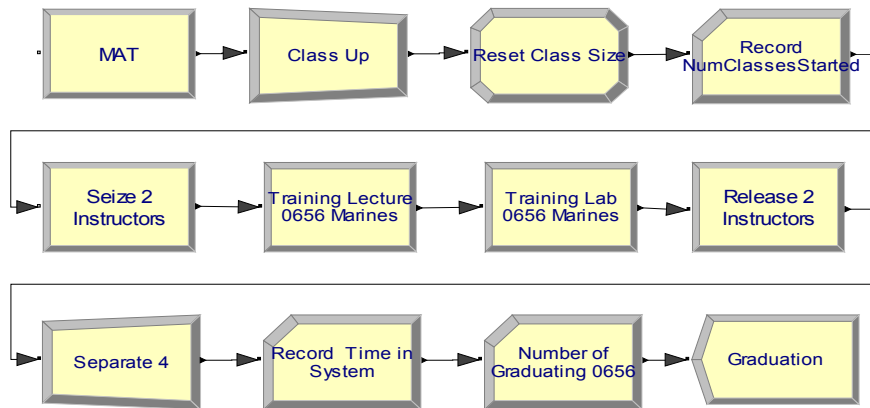 MAT
Class Up
Reset Class Size
Record
NumClassesStarted
Seize 2
Instructors
Training Lecture
0656 Marines
Training Lab
0656 Marines
Release 2
Instructors
Separate 4
Record Time in
System
Number of
Graduating 0656
Graduation